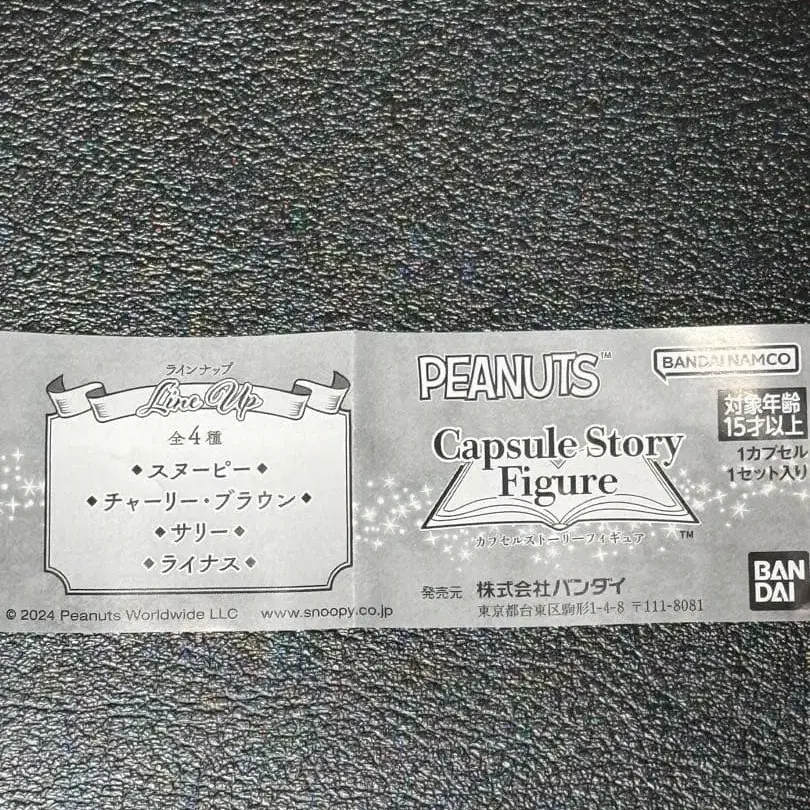 ラインナップ
Line Up
全4種
◆スヌーピー◆
◆チャーリー・ブラウン◆
◆サリー◆
◆ライナス◆
© 2024 Peanuts Worldwide LLC www.snoopy.co.jp
PEANUTS™
BANDAI NAMCO
対象年齢
15才以上
1カプセル
1セット入り
Capsule Story
Figure
カプセルストーリーフィギュア
™
発売元 株式会社バンダイ
東京都台東区駒形1-4-8 〒111-8081
BAN
DAI